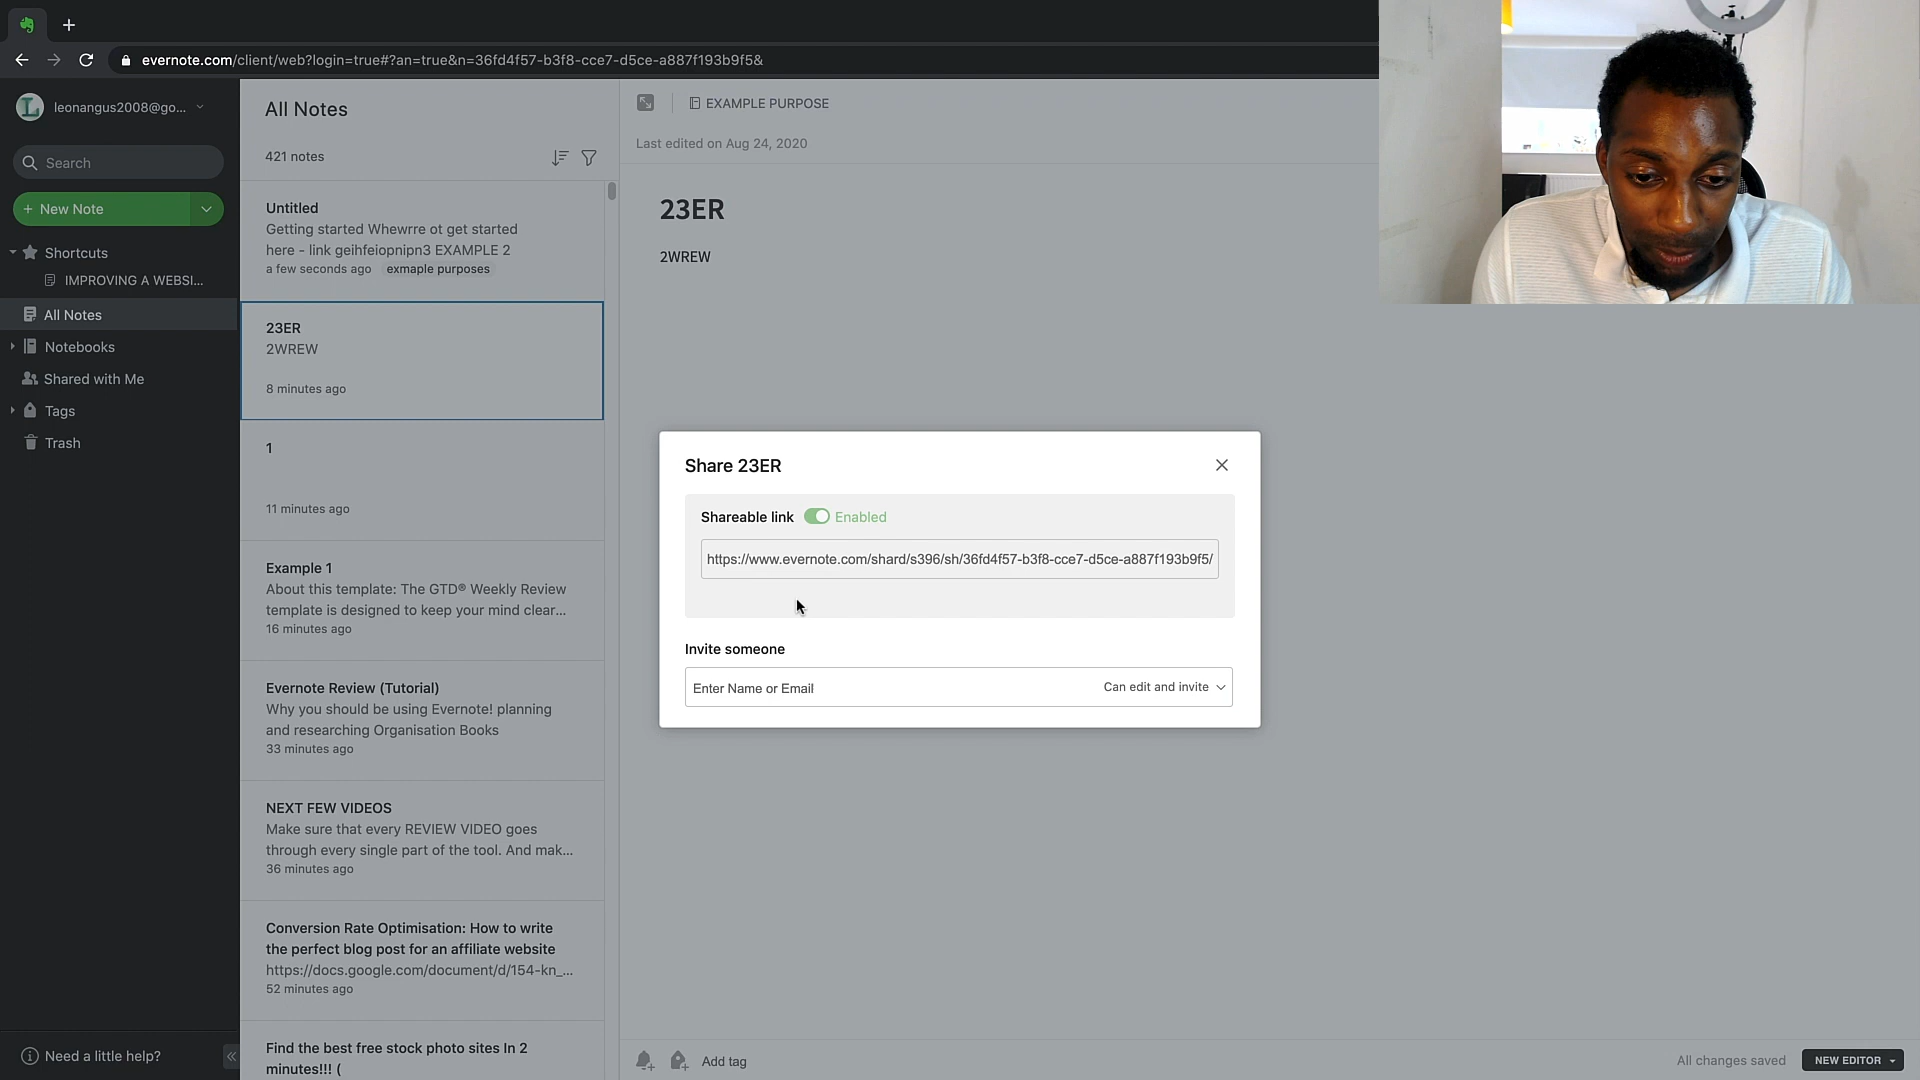 evernote.com/client/web?login=true#?an=true&n=36fd4f57-b3f8-cce7-d5ce-a887f193b9f5&
leonangus2008@go...
Search
+ New Note
Shortcuts
IMPROVING A WEBSI...
All Notes
Notebooks
Shared with Me
Tags
Trash
Need a little help?
All Notes
421 notes
Untitled
Getting started Whewrre ot get started
here - link geihfeiopnipn3 EXAMPLE 2
a few seconds ago exmaple purposes
23ER
2WREW
8 minutes ago
1
11 minutes ago
Example 1
About this template: The GTD® Weekly Review
template is designed to keep your mind clear...
16 minutes ago
Evernote Review (Tutorial)
Why you should be using Evernote! planning
and researching Organisation Books
33 minutes ago
NEXT FEW VIDEOS
Make sure that every REVIEW VIDEO goes
through every single part of the tool. And mak...
36 minutes ago
Conversion Rate Optimisation: How to write
the perfect blog post for an affiliate website
https://docs.google.com/document/d/154-kn_...
52 minutes ago
Find the best free stock photo sites In 2
minutes!!! (
EXAMPLE PURPOSE
Last edited on Aug 24, 2020
23ER
2WREW
Share 23ER
Shareable link Enabled
https://www.evernote.com/shard/s396/sh/36fd4f57-b3f8-cce7-d5ce-a887f193b9f5/
Invite someone
Enter Name or Email Can edit and invite
Add tag
All changes saved
NEW EDITOR